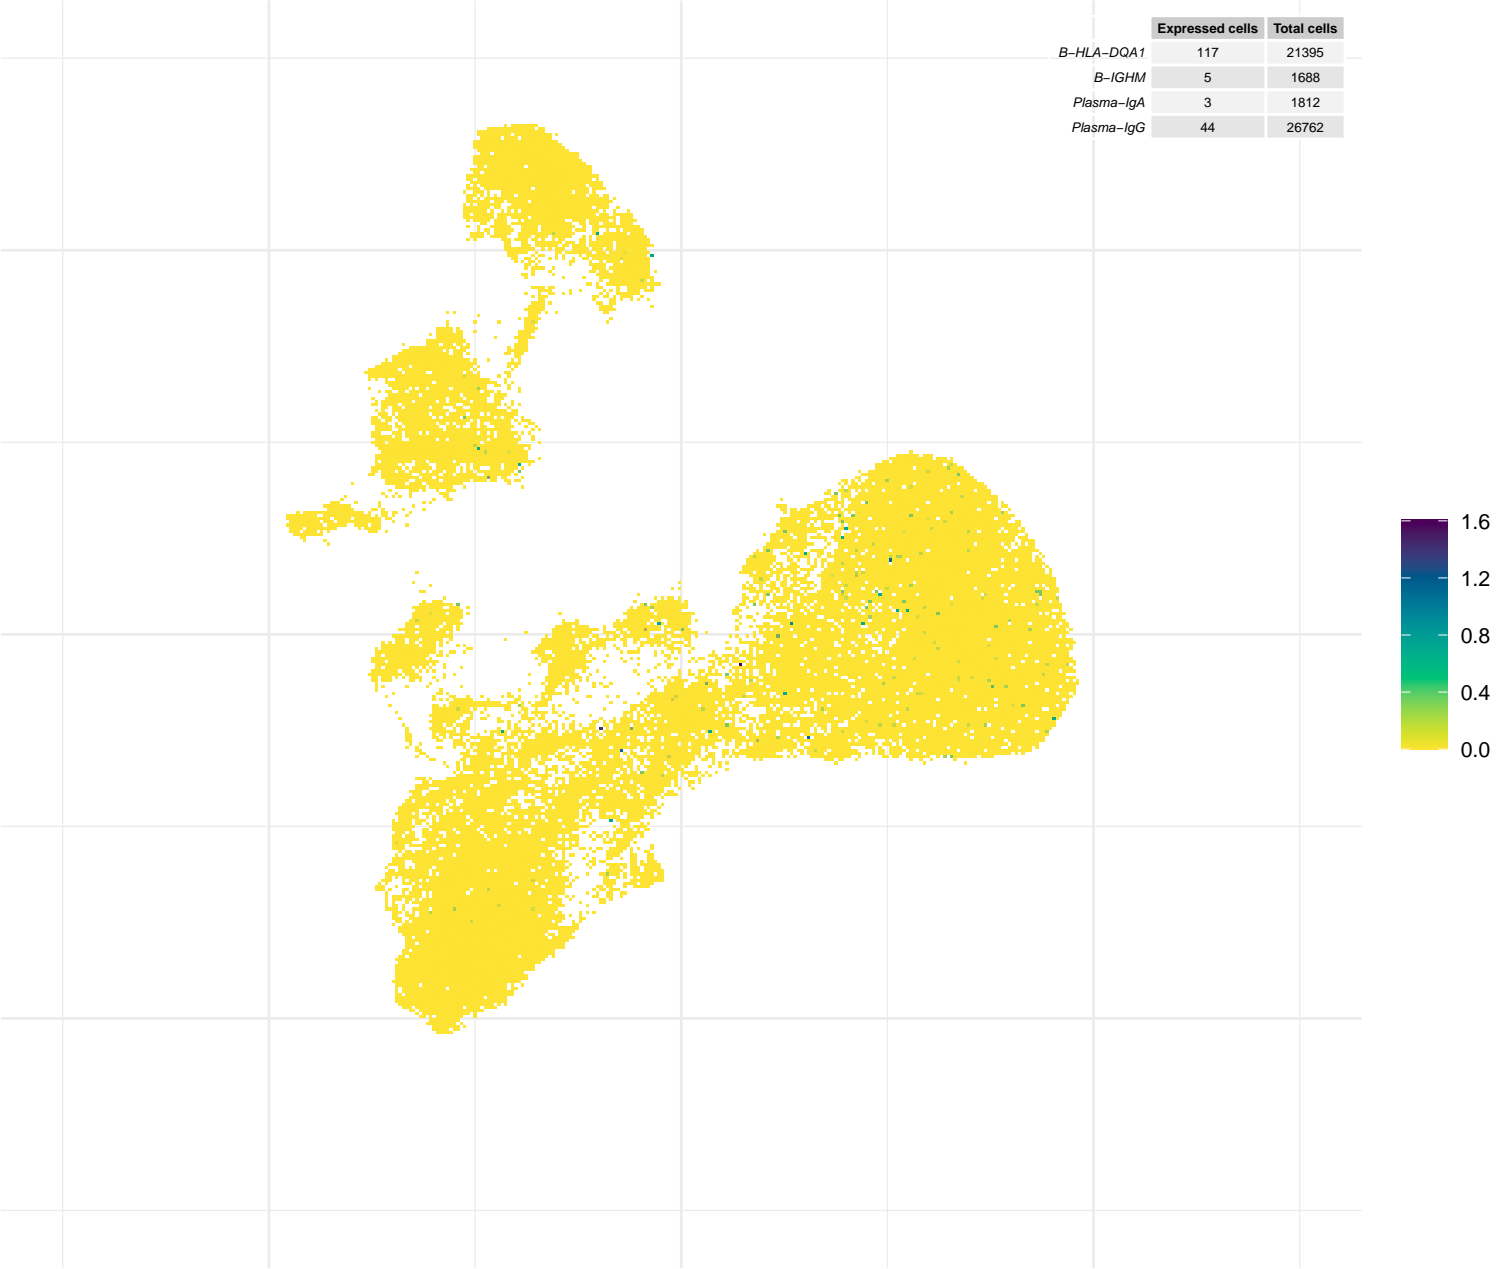 Expressed cells Total cells
B−HLA−DQA1 117 21395
B−IGHM 5 1688
Plasma−IgA 3 1812
Plasma−IgG 44 26762
1.6
1.2
0.8
0.4
0.0